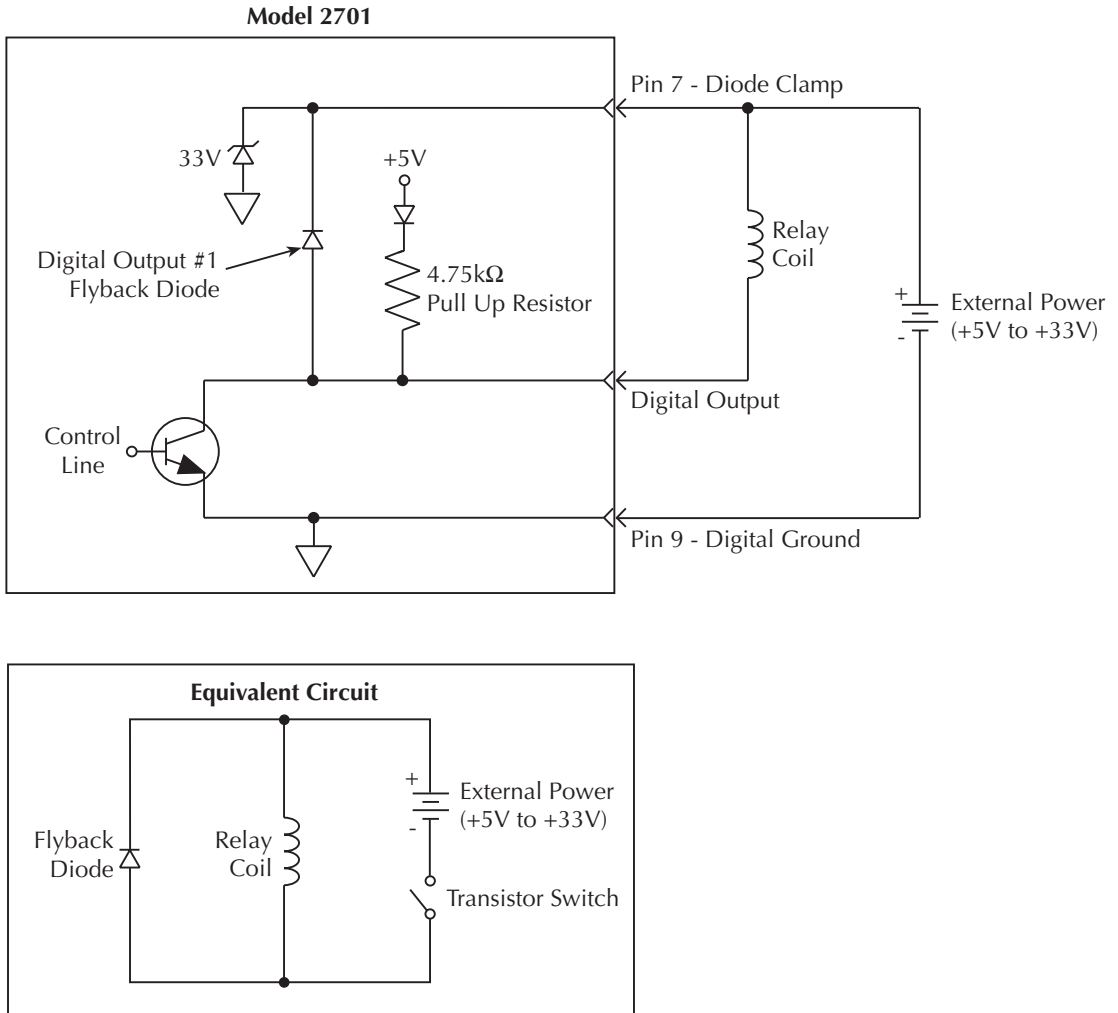 Model 2701
Pin 7 - Diode Clamp
33V
+5V
Digital Output #1
Flyback Diode
4.75kΩ
Pull Up Resistor
Relay
Coil
+
-
External Power
(+5V to +33V)
Digital Output
Control
Line
Pin 9 - Digital Ground
Equivalent Circuit
Flyback
Diode
Relay
Coil
+
-
External Power
(+5V to +33V)
Transistor Switch